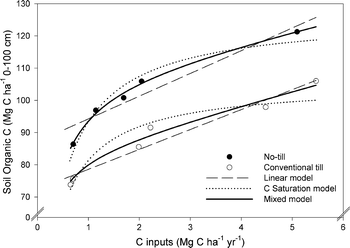 Soil Organic C (Mg C ha⁻¹ 0-100 cm)
130
120
110
100
90
80
70
0
No-till
Conventional till
Linear model
C Saturation model
Mixed model
0 1 2 3 4 5 6
C inputs (Mg C ha⁻¹ yr⁻¹)